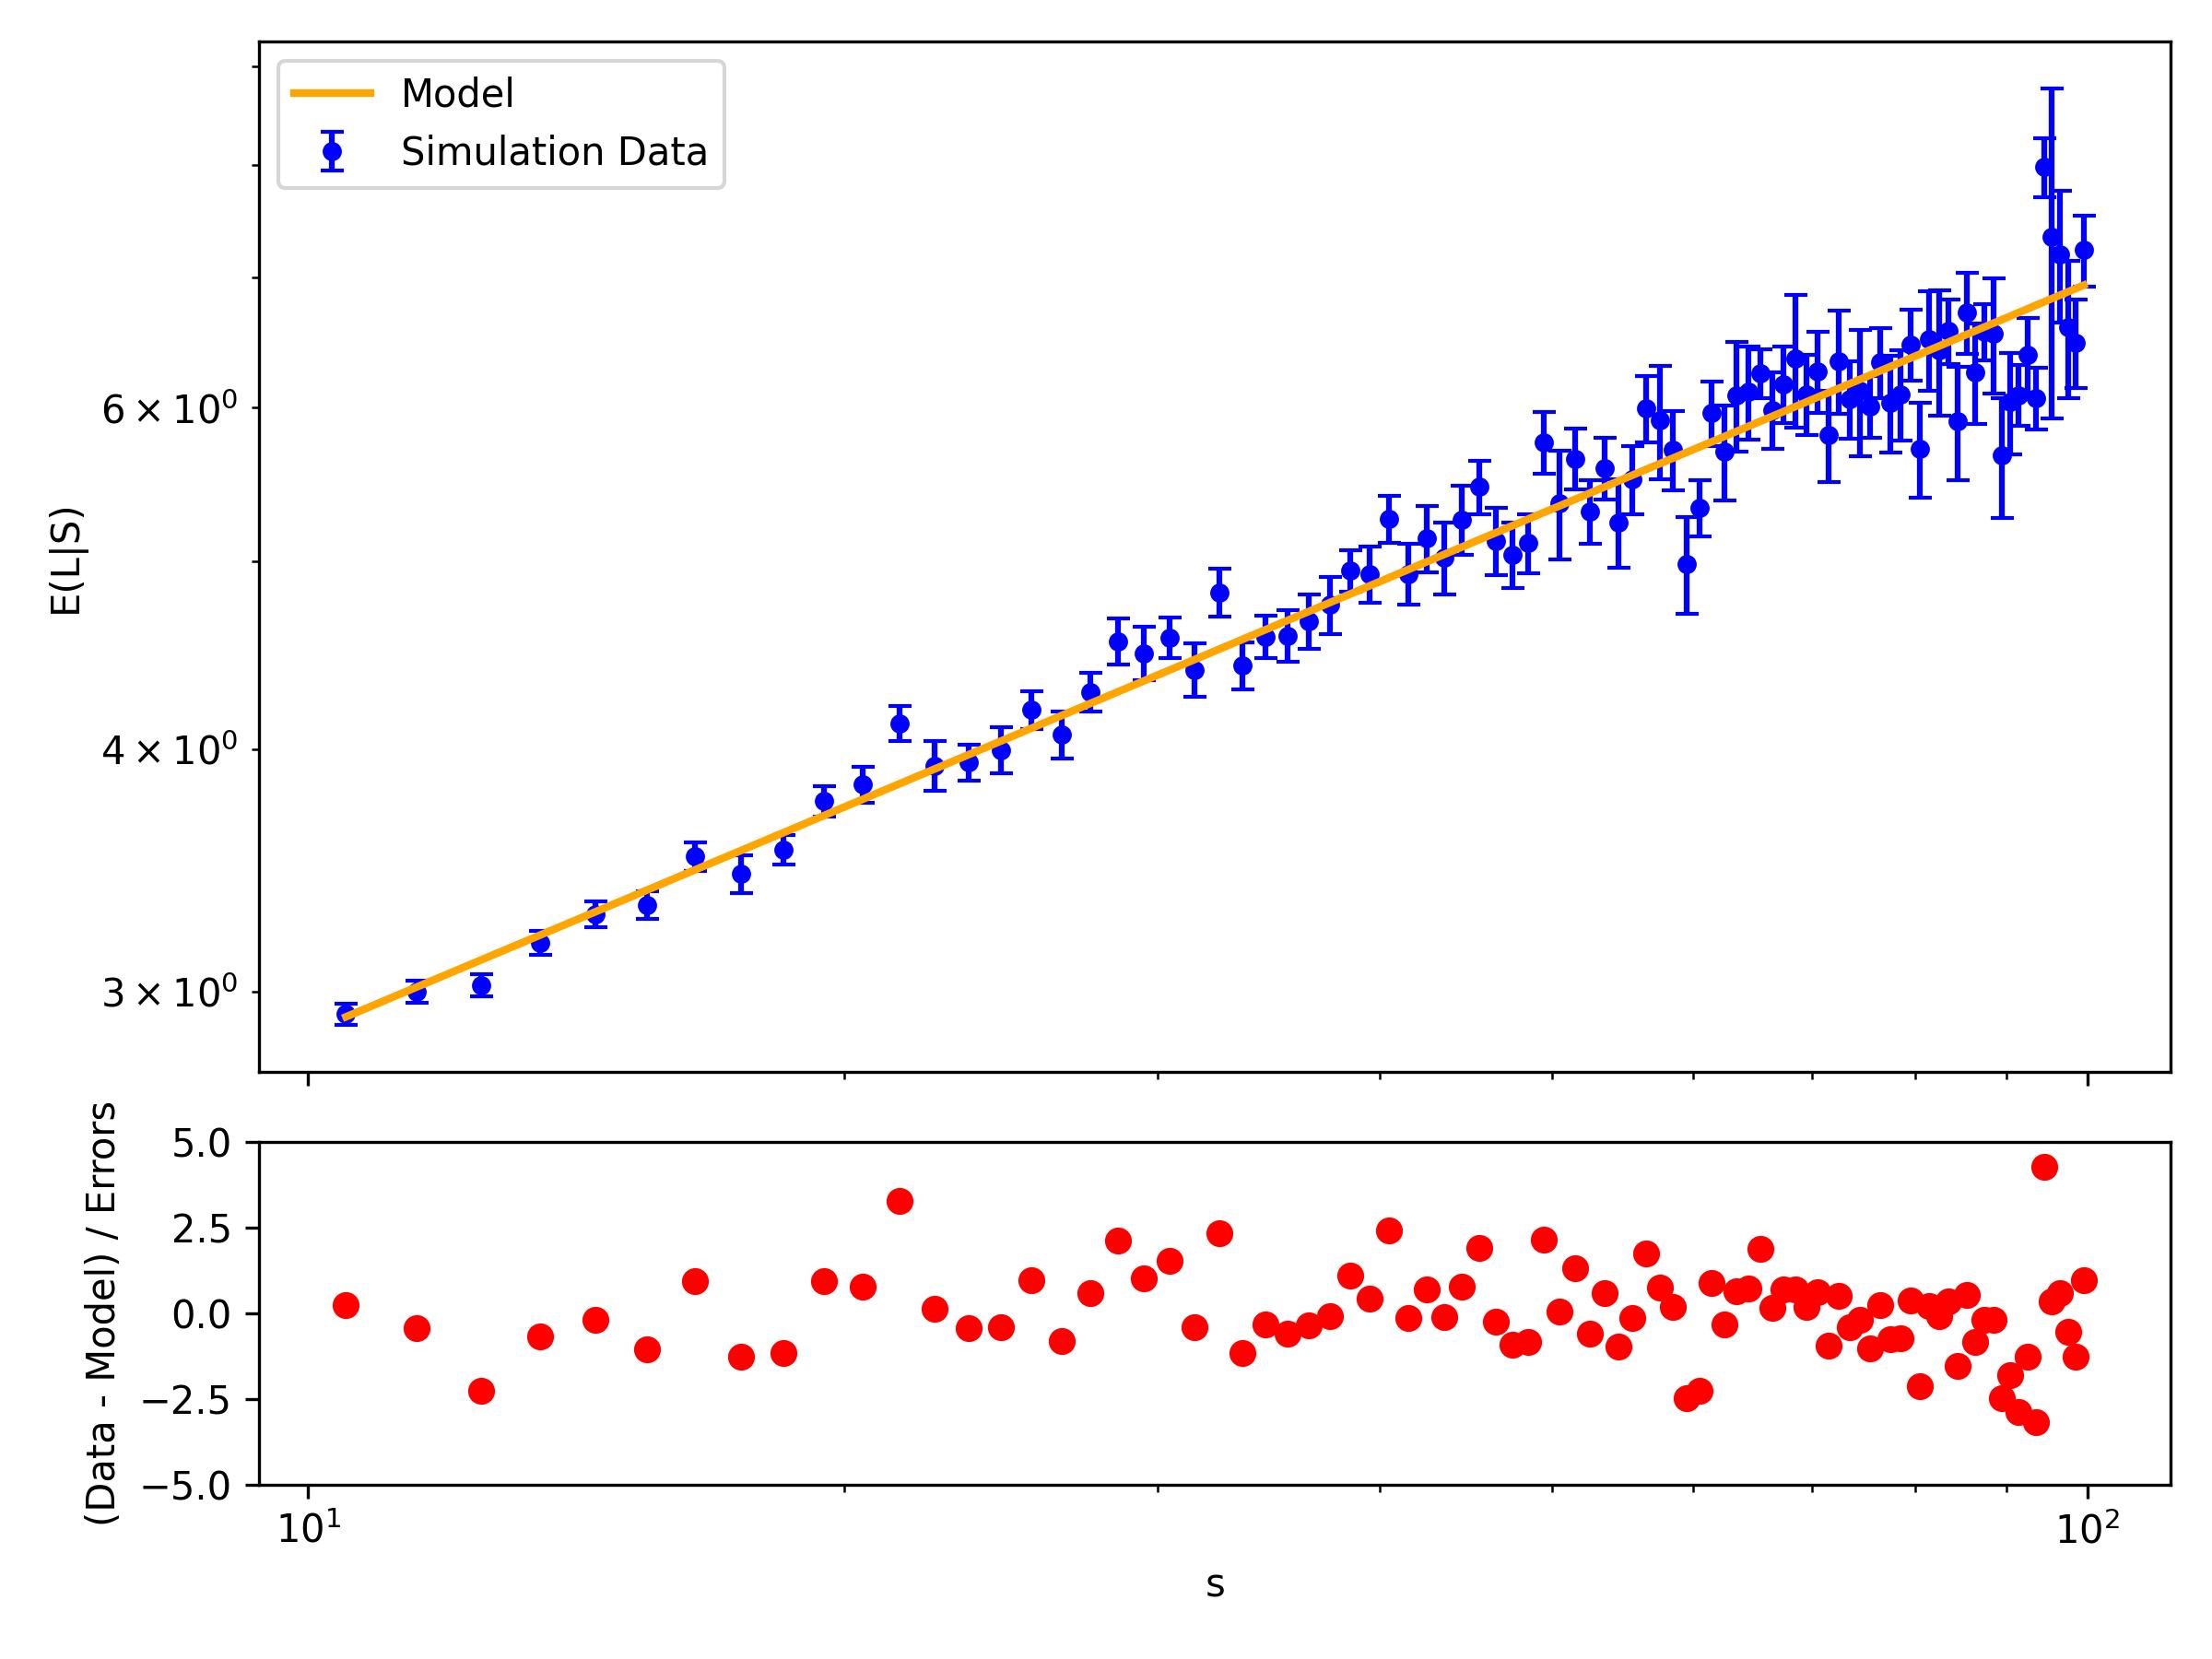 Model
Simulation Data
E(L|S)
6 × 10⁰
4 × 10⁰
3 × 10⁰
(Data - Model) / Errors
5.0
2.5
0.0
−2.5
−5.0
10¹
10²
s